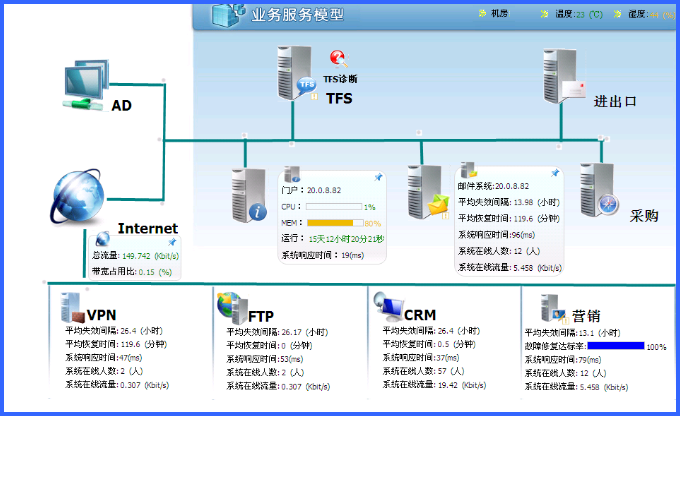 业务服务模型
机房
温度:23 (℃)
湿度:
AD
TFS诊断
TFS
TFS
进出口
Internet
总流量: 149.742 (Kbit/s)
带宽占用比: 0.15 (%)
门户: 20.0.8.82
CPU: 1%
MEM: 80%
运行: 15天12小时20分21秒
系统响应时间: 19(ms)
邮件系统:20.0.8.82
平均失效间隔: 13.98 (小时)
平均恢复时间: 119.6 (分钟)
系统响应时间:96(ms)
系统在线人数: 12 (人)
系统在线流量: 5.458 (Kbit/s)
采购
VPN
平均失效间隔: 26.4 (小时)
平均恢复时间: 119.6 (分钟)
系统响应时间:47(ms)
系统在线人数: 2 (人)
系统在线流量: 0.307 (Kbit/s)
FTP
平均失效间隔: 26.17 (小时)
平均恢复时间:0 (分钟)
系统响应时间:53(ms)
系统在线人数: 2 (人)
系统在线流量: 0.307 (Kbit/s)
CRM
平均失效间隔: 26.4 (小时)
平均恢复时间: 0.5 (分钟)
系统响应时间:37(ms)
系统在线人数: 57 (人)
系统在线流量: 19.42 (Kbit/s)
营销
平均失效间隔: 13.1 (小时)
故障修复达标率: 100%
系统响应时间:79(ms)
系统在线人数: 12 (人)
系统在线流量: 5.458 (Kbit/s)